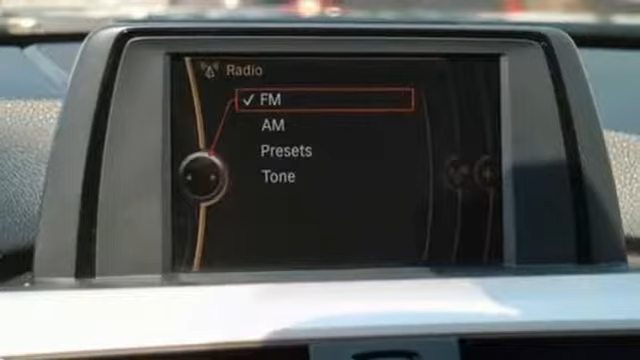 Radio
✓ FM
AM
Presets
Tone